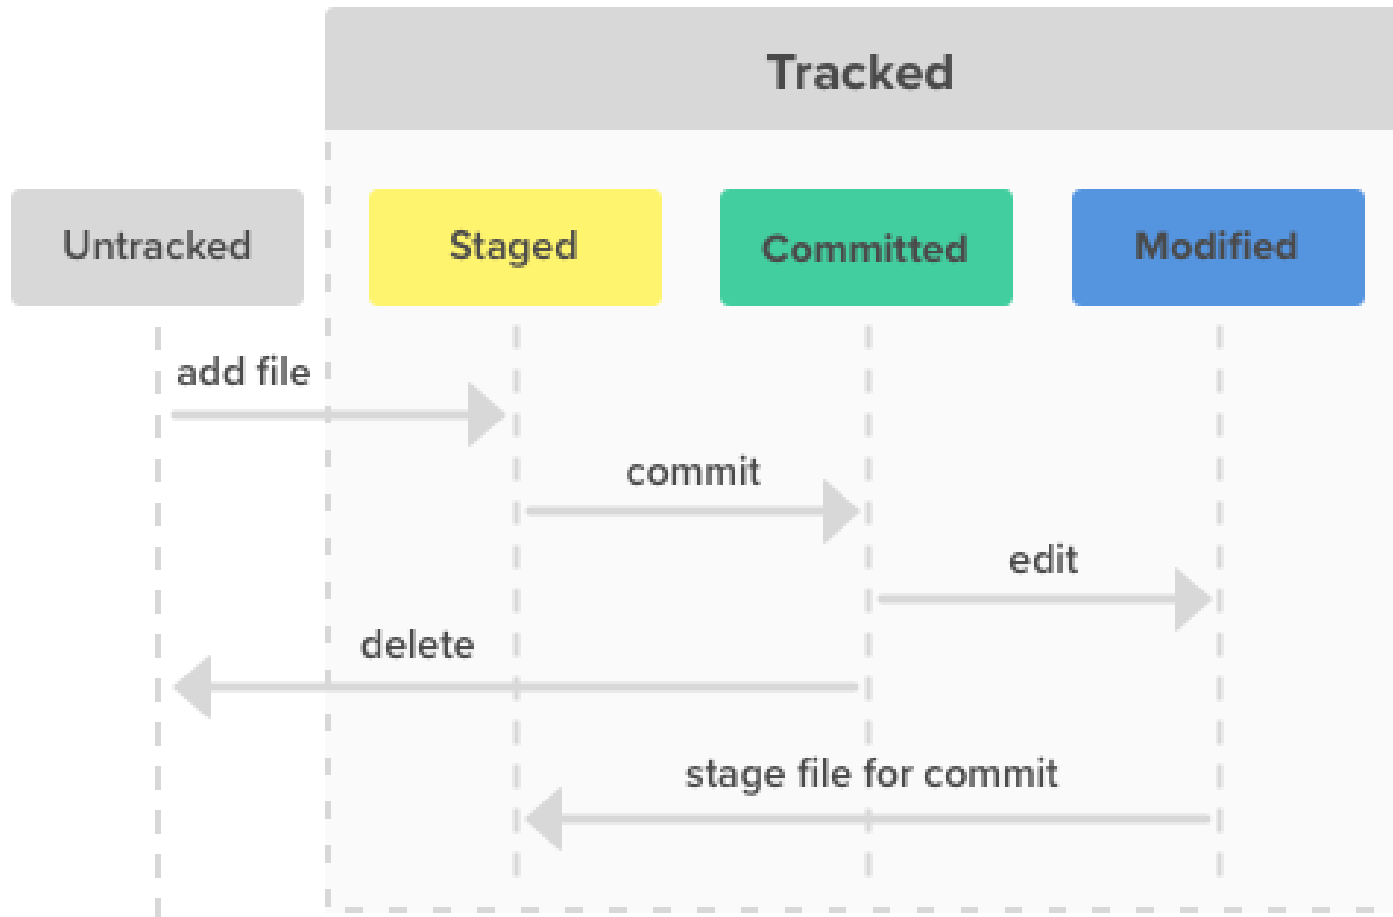 Tracked
Untracked
Staged
Committed
Modified
add file
commit
edit
delete
stage file for commit